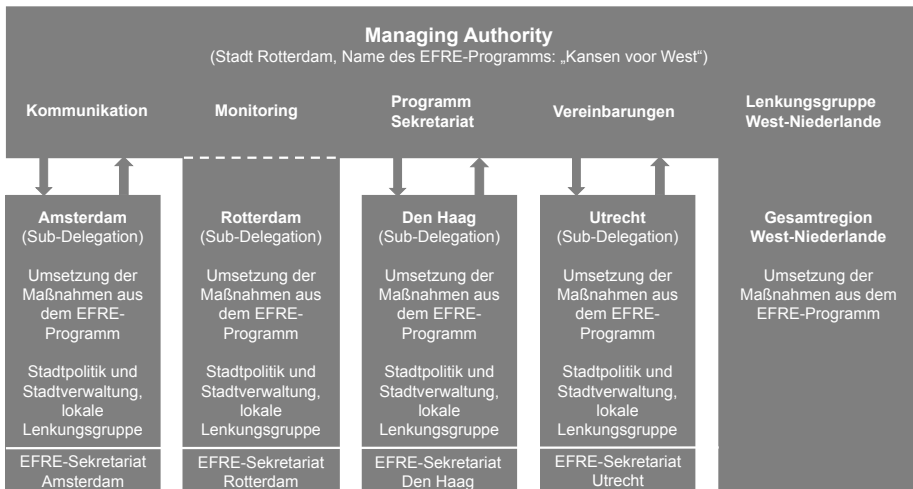 Managing Authority
(Stadt Rotterdam, Name des EFRE-Programms: „Kansen voor West“)
Kommunikation
Monitoring
Programm
Sekretariat
Vereinbarungen
Lenkungsgruppe
West-Niederlande
Amsterdam
(Sub-Delegation)
Umsetzung der
Maßnahmen aus
dem EFRE-
Programm
Stadtpolitik und
Stadtverwaltung,
lokale
Lenkungsgruppe
EFRE-Sekretariat
Amsterdam
Rotterdam
(Sub-Delegation)
Umsetzung der
Maßnahmen aus
dem EFRE-
Programm
Stadtpolitik und
Stadtverwaltung,
lokale
Lenkungsgruppe
EFRE-Sekretariat
Rotterdam
Den Haag
(Sub-Delegation)
Umsetzung der
Maßnahmen aus
dem EFRE-
Programm
Stadtpolitik und
Stadtverwaltung,
lokale
Lenkungsgruppe
EFRE-Sekretariat
Den Haag
Utrecht
(Sub-Delegation)
Umsetzung der
Maßnahmen aus
dem EFRE-
Programm
Stadtpolitik und
Stadtverwaltung,
lokale
Lenkungsgruppe
EFRE-Sekretariat
Utrecht
Gesamtregion
West-Niederlande
Umsetzung der
Maßnahmen aus dem
EFRE-Programm